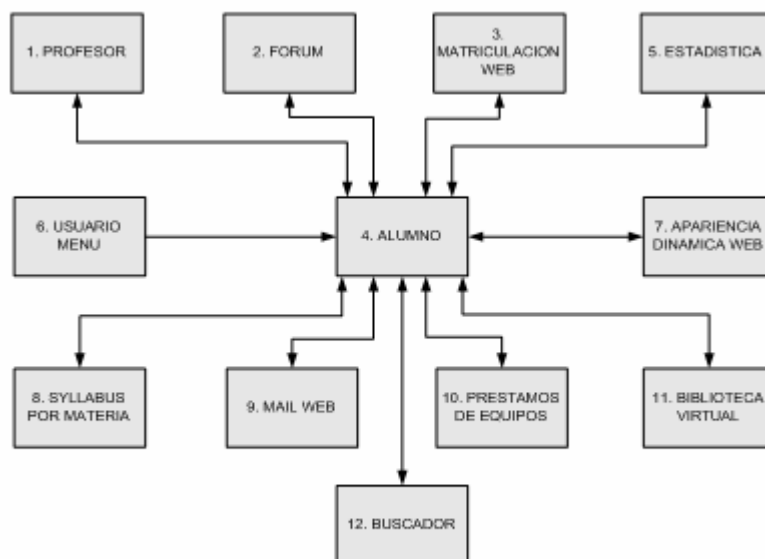 1. PROFESOR
2. FORUM
3.
MATRICULACION
WEB
5. ESTADISTICA
6. USUARIO
MENU
4. ALUMNO
7. APARIENCIA
DINAMICA WEB
8. SYLLABUS
POR MATERIA
9. MAIL WEB
10. PRESTAMOS
DE EQUIPOS
11. BIBLIOTECA
VIRTUAL
12. BUSCADOR